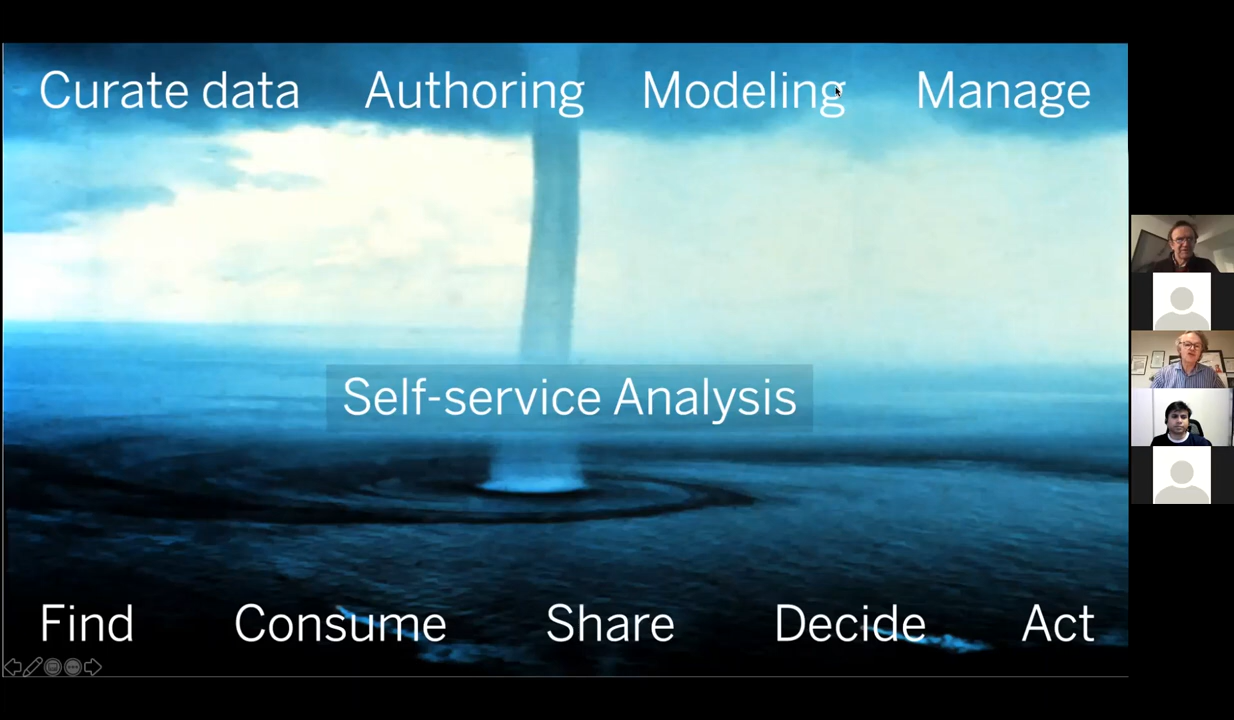 Curate data Authoring Modeling Manage
Self-service Analysis
Find Consume Share Decide Act